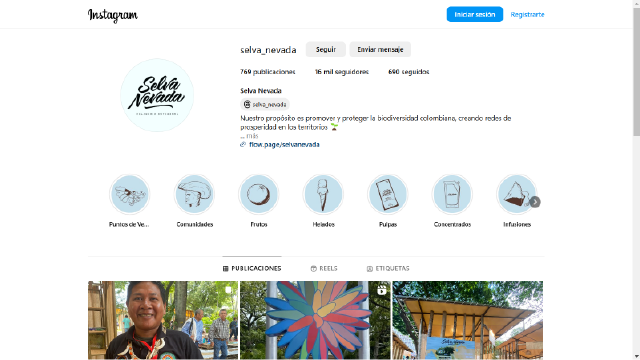 Instagram
Iniciar sesión
Registrarte
selva_nevada
Seguir
Enviar mensaje
769 publicaciones
16 mil seguidores
690 seguidos
Selva Nevada
selva_nevada
Nuestro propósito es promover y proteger la biodiversidad colombiana, creando redes de
prosperidad en los territorios
... más
flow.page/selvanevada
Selva
Nevada
Puntos de Ve...
Comunidades
Frutos
Helados
Pulpas
Concentrados
Infusiones
PUBLICACIONES
REELS
ETIQUETAS